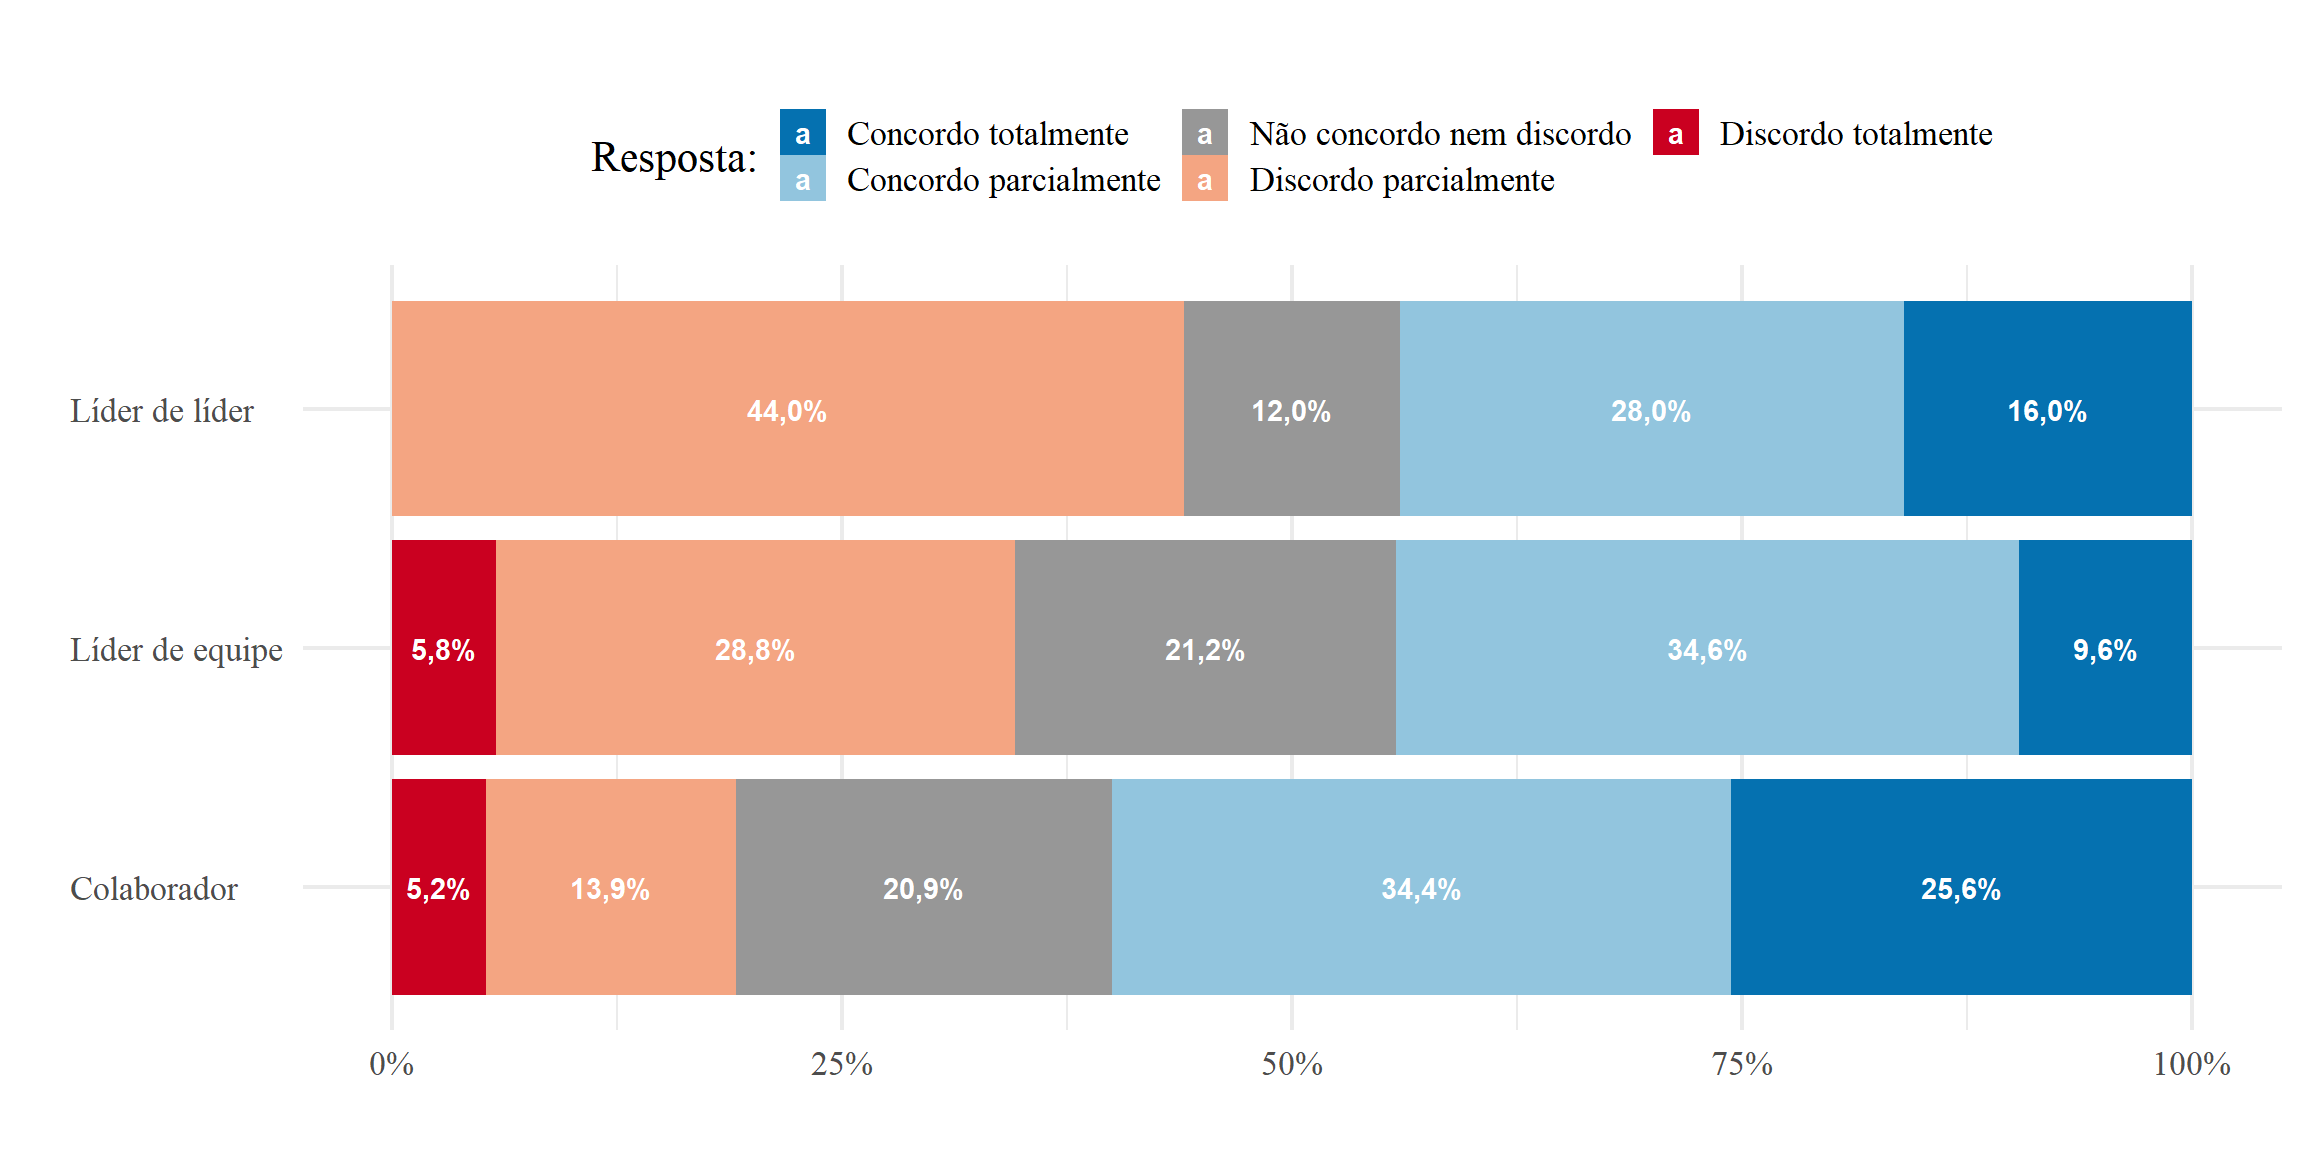 Resposta:
a Concordo totalmente a Não concordo nem discordo a Discordo totalmente
a Concordo parcialmente a Discordo parcialmente
Líder de líder 44,0% 12,0% 28,0% 16,0%
Líder de equipe 5,8% 28,8% 21,2% 34,6% 9,6%
Colaborador 5,2% 13,9% 20,9% 34,4% 25,6%
0% 25% 50% 75% 100%